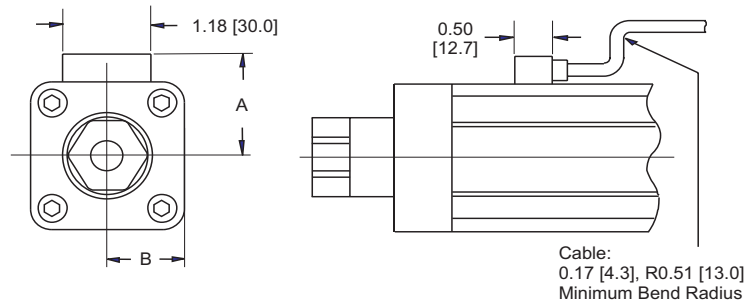 1.18 [30.0]
0.50
[12.7]
A
B
Cable:
0.17 [4.3], R0.51 [13.0]
Minimum Bend Radius